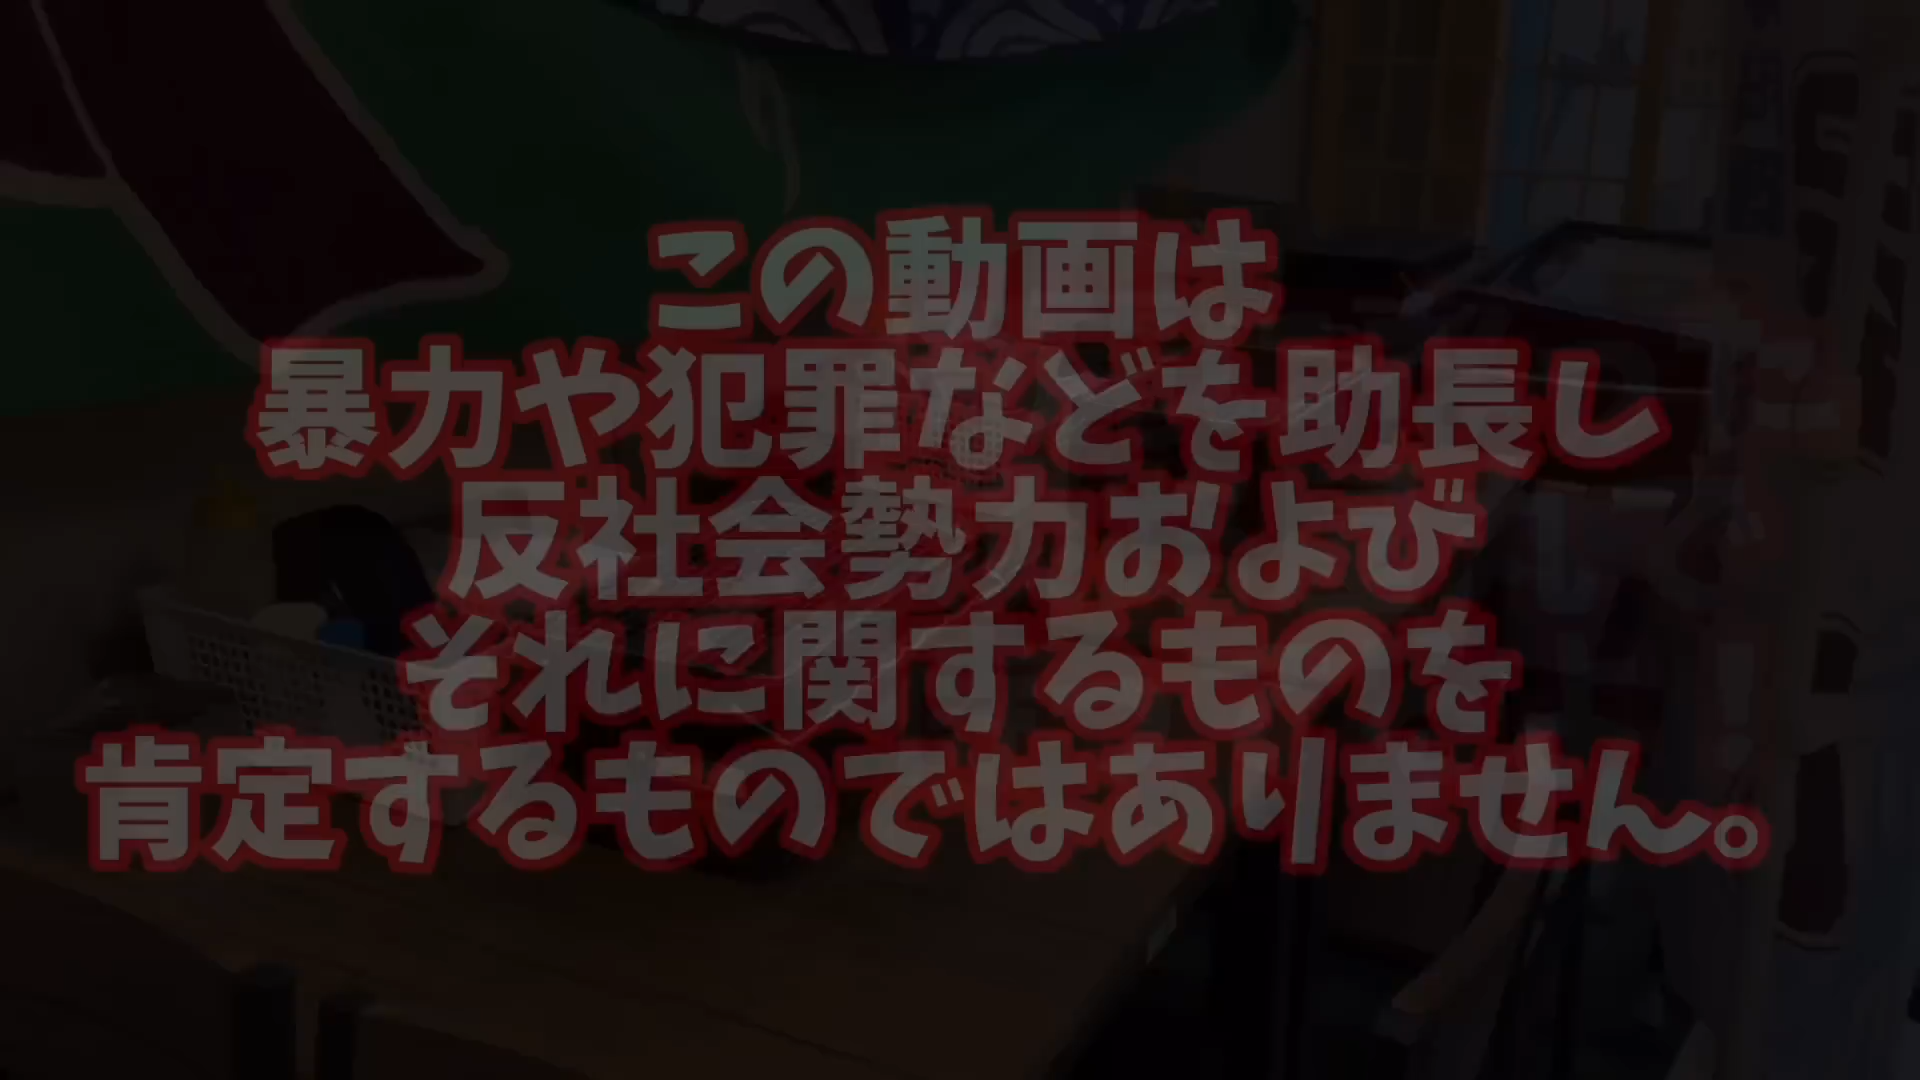 この動画は
暴力や犯罪などを助長し
反社会勢力および
それに関するものを
肯定するものではありません。